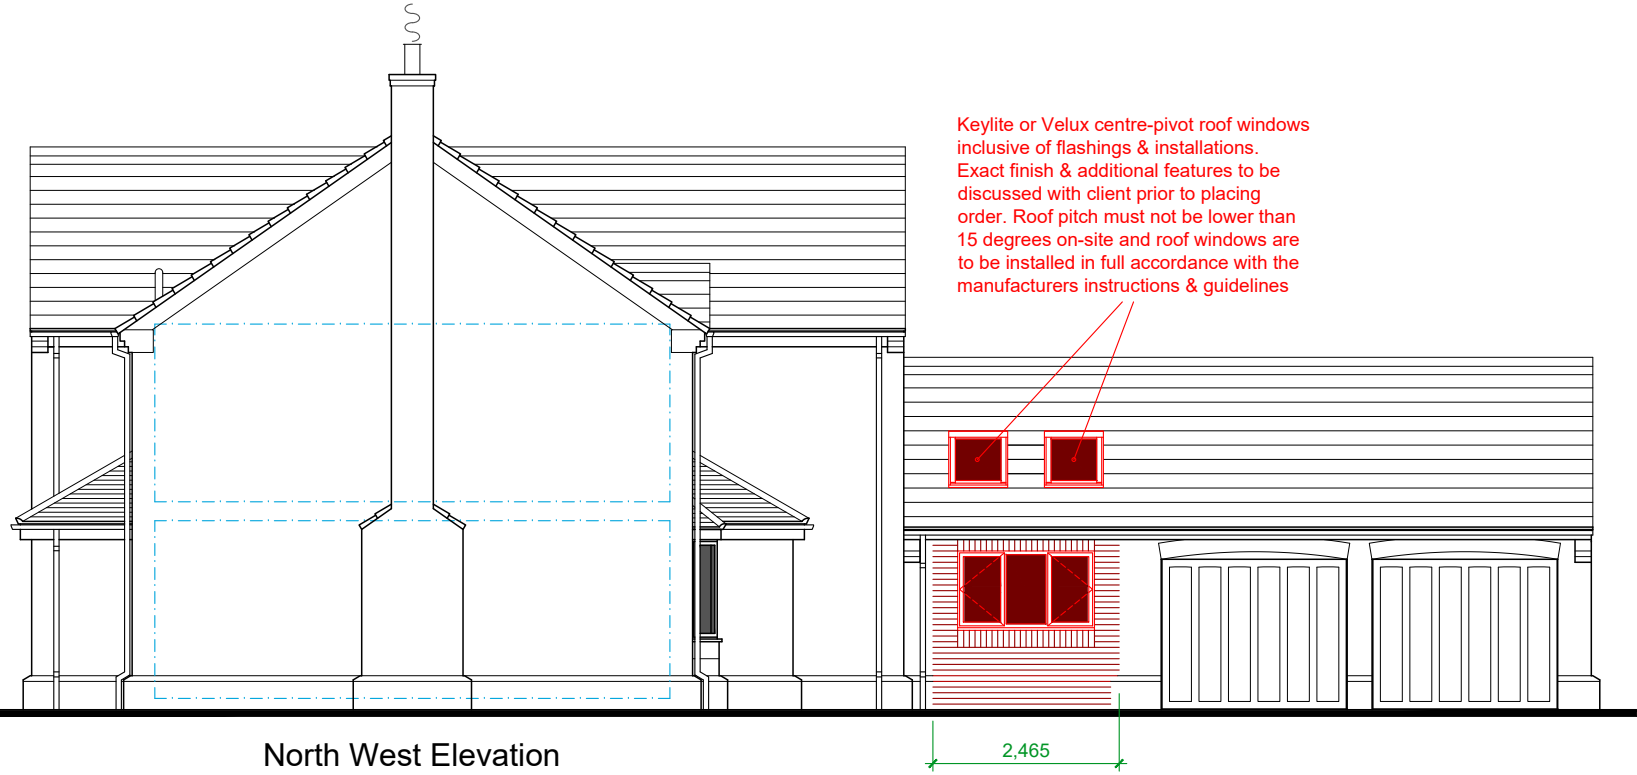 Keylite or Velux centre-pivot roof windows
inclusive of flashings & installations.
Exact finish & additional features to be
discussed with client prior to placing
order. Roof pitch must not be lower than
15 degrees on-site and roof windows are
to be installed in full accordance with the
manufacturers instructions & guidelines
North West Elevation
2,465